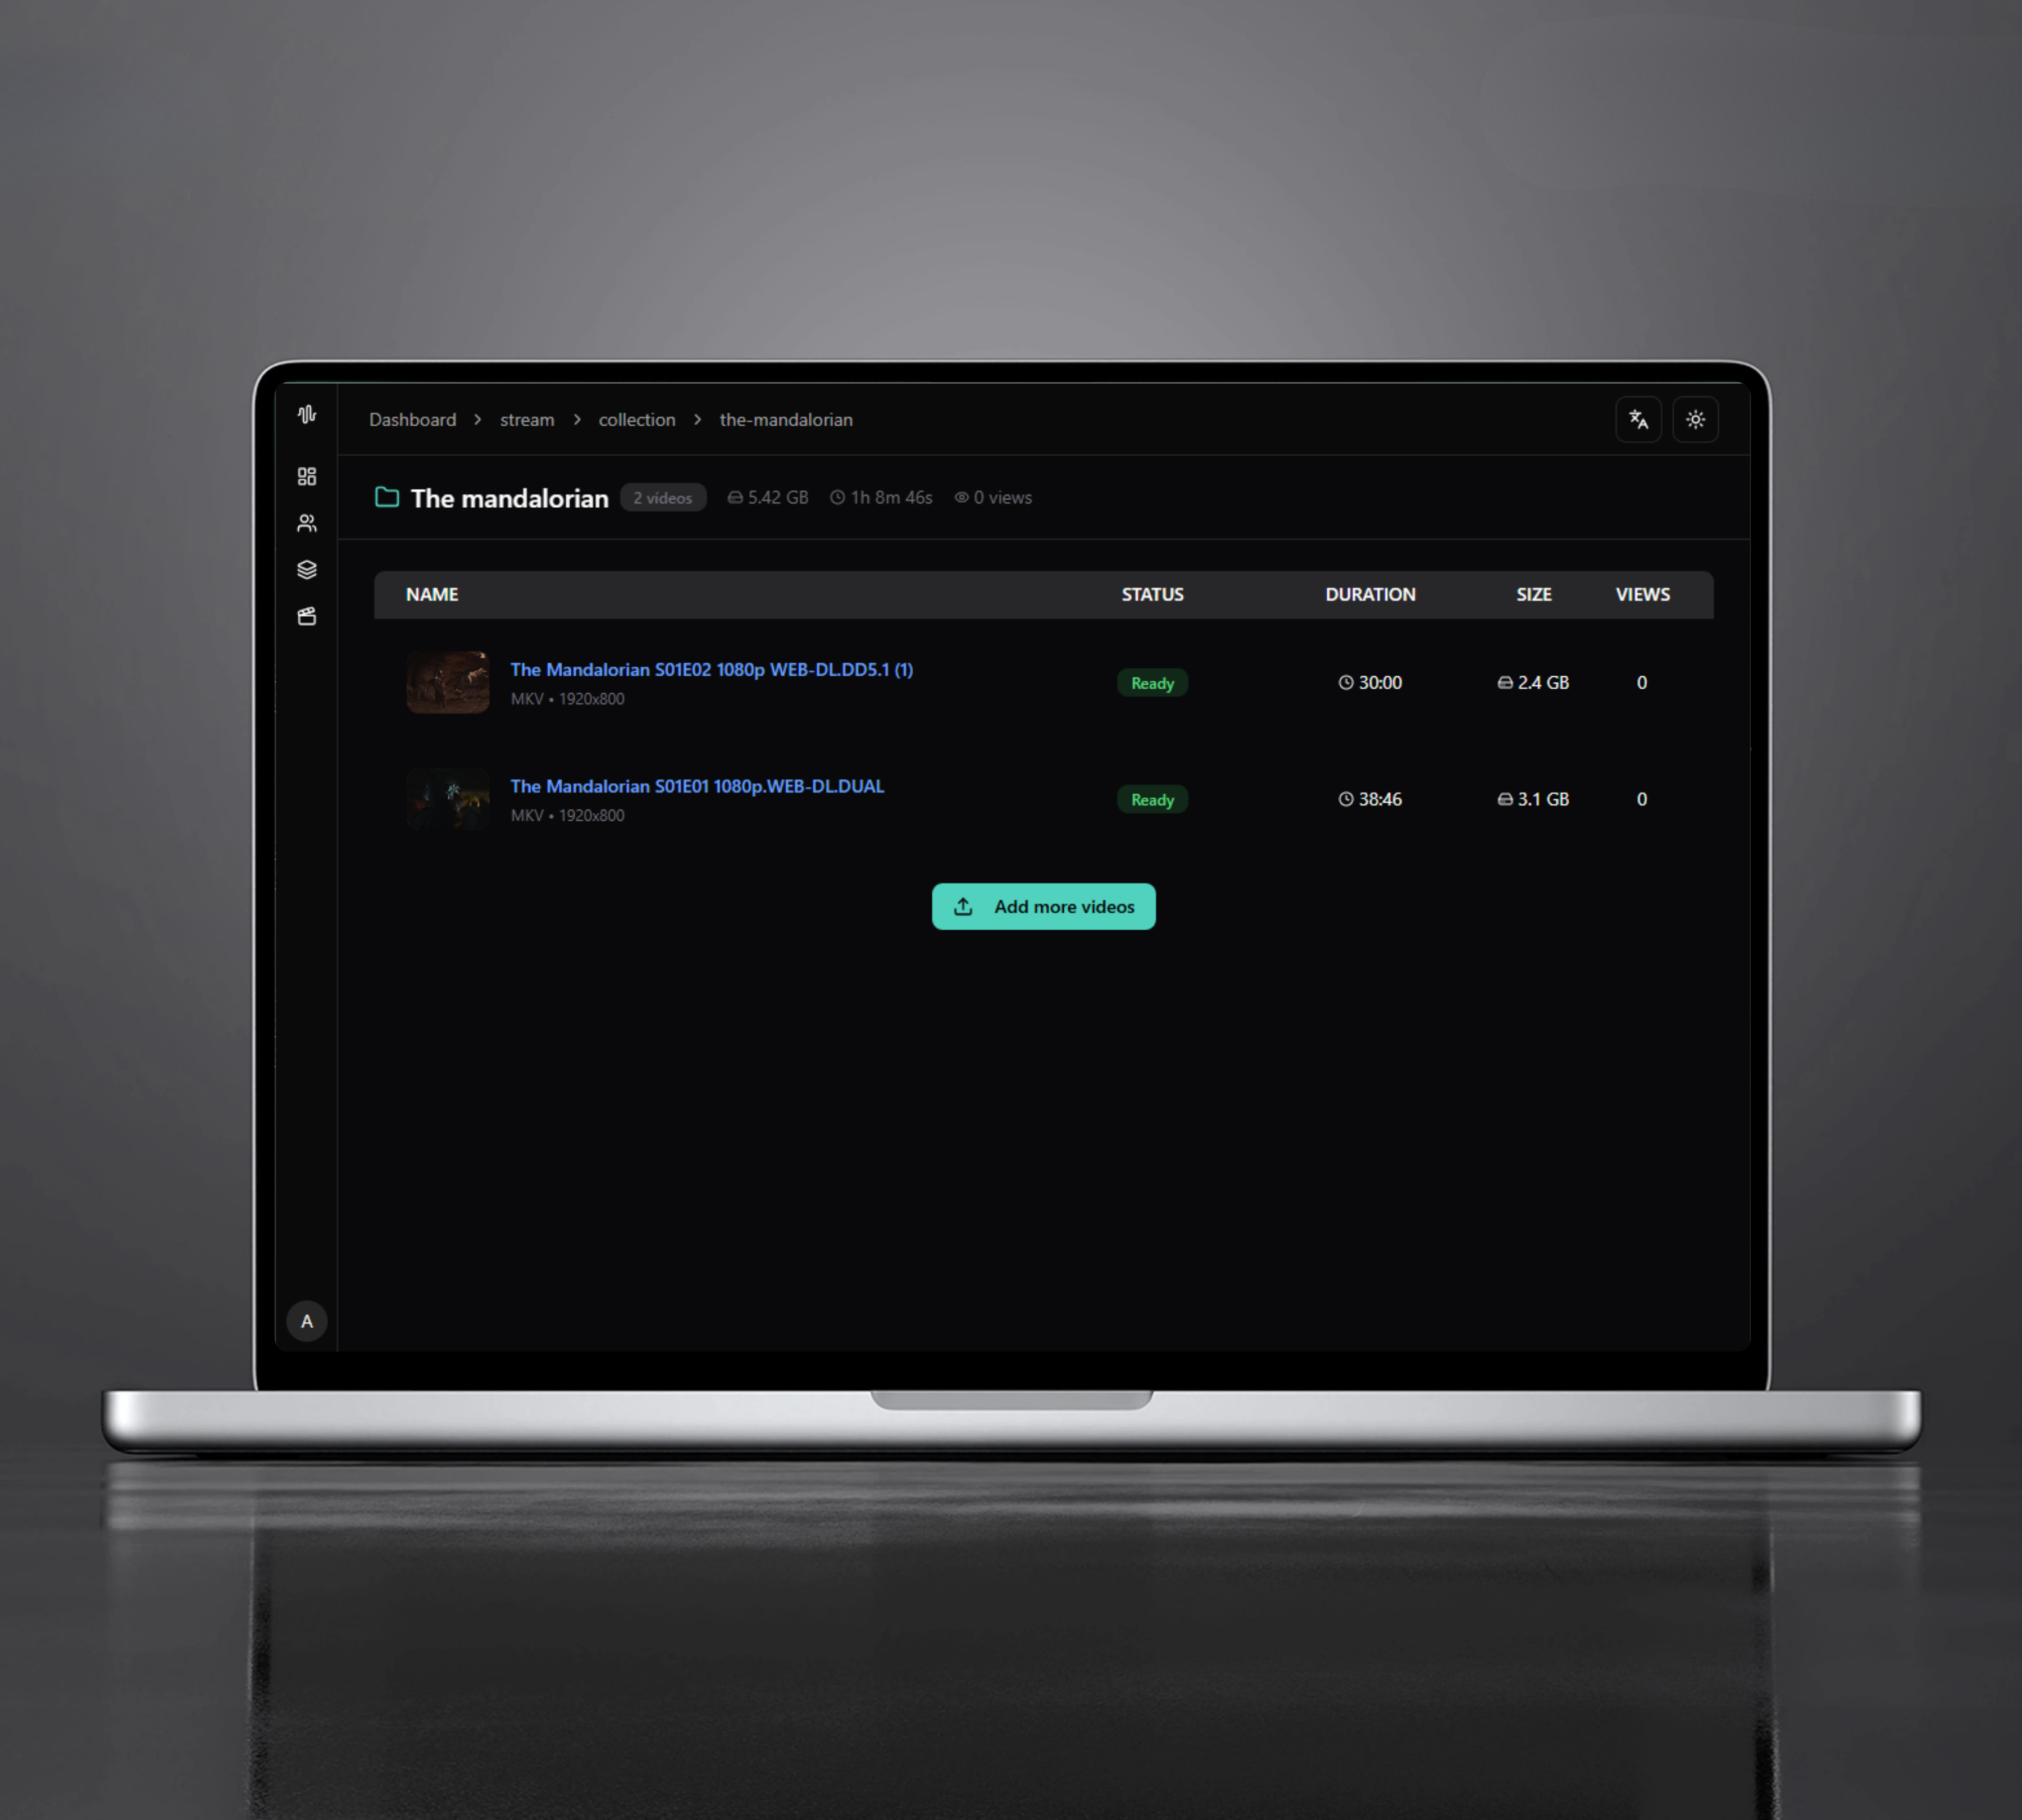 Dashboard > stream > collection > the-mandalorian
The mandalorian 2 videos 5.42 GB 1h 8m 46s 0 views
NAME STATUS DURATION SIZE VIEWS
The Mandalorian S01E02 1080p WEB-DL.DD5.1 (1)
MKV • 1920x800
Ready 30:00 2.4 GB 0
The Mandalorian S01E01 1080p.WEB-DL.DUAL
MKV • 1920x800
Ready 38:46 3.1 GB 0
Add more videos
A